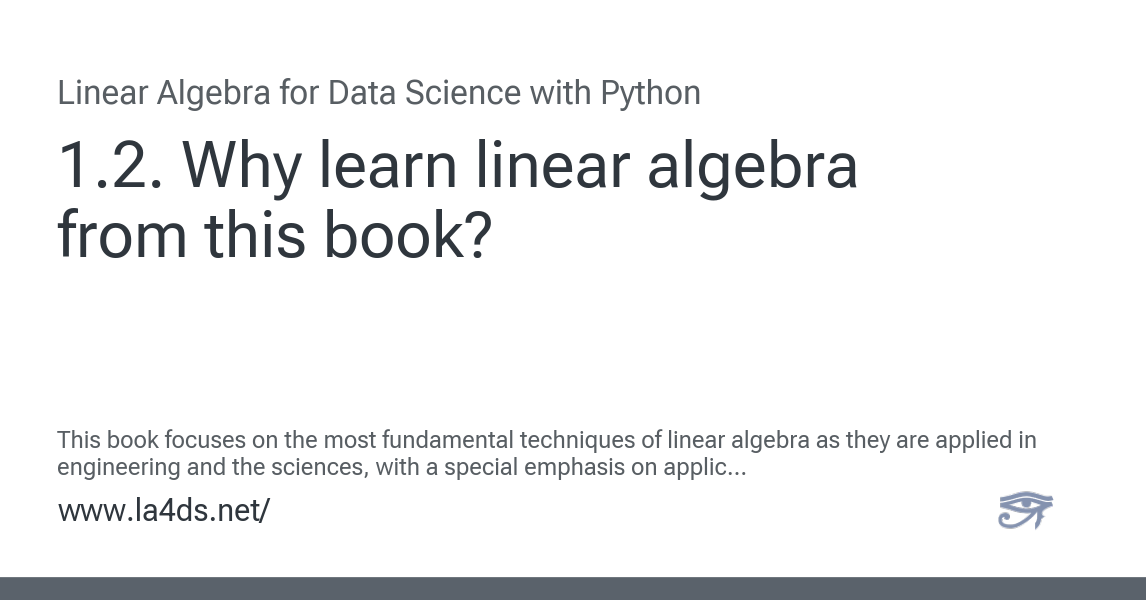 Linear Algebra for Data Science with Python
1.2. Why learn linear algebra
from this book?
This book focuses on the most fundamental techniques of linear algebra as they are applied in
engineering and the sciences, with a special emphasis on applic...
www.la4ds.net/